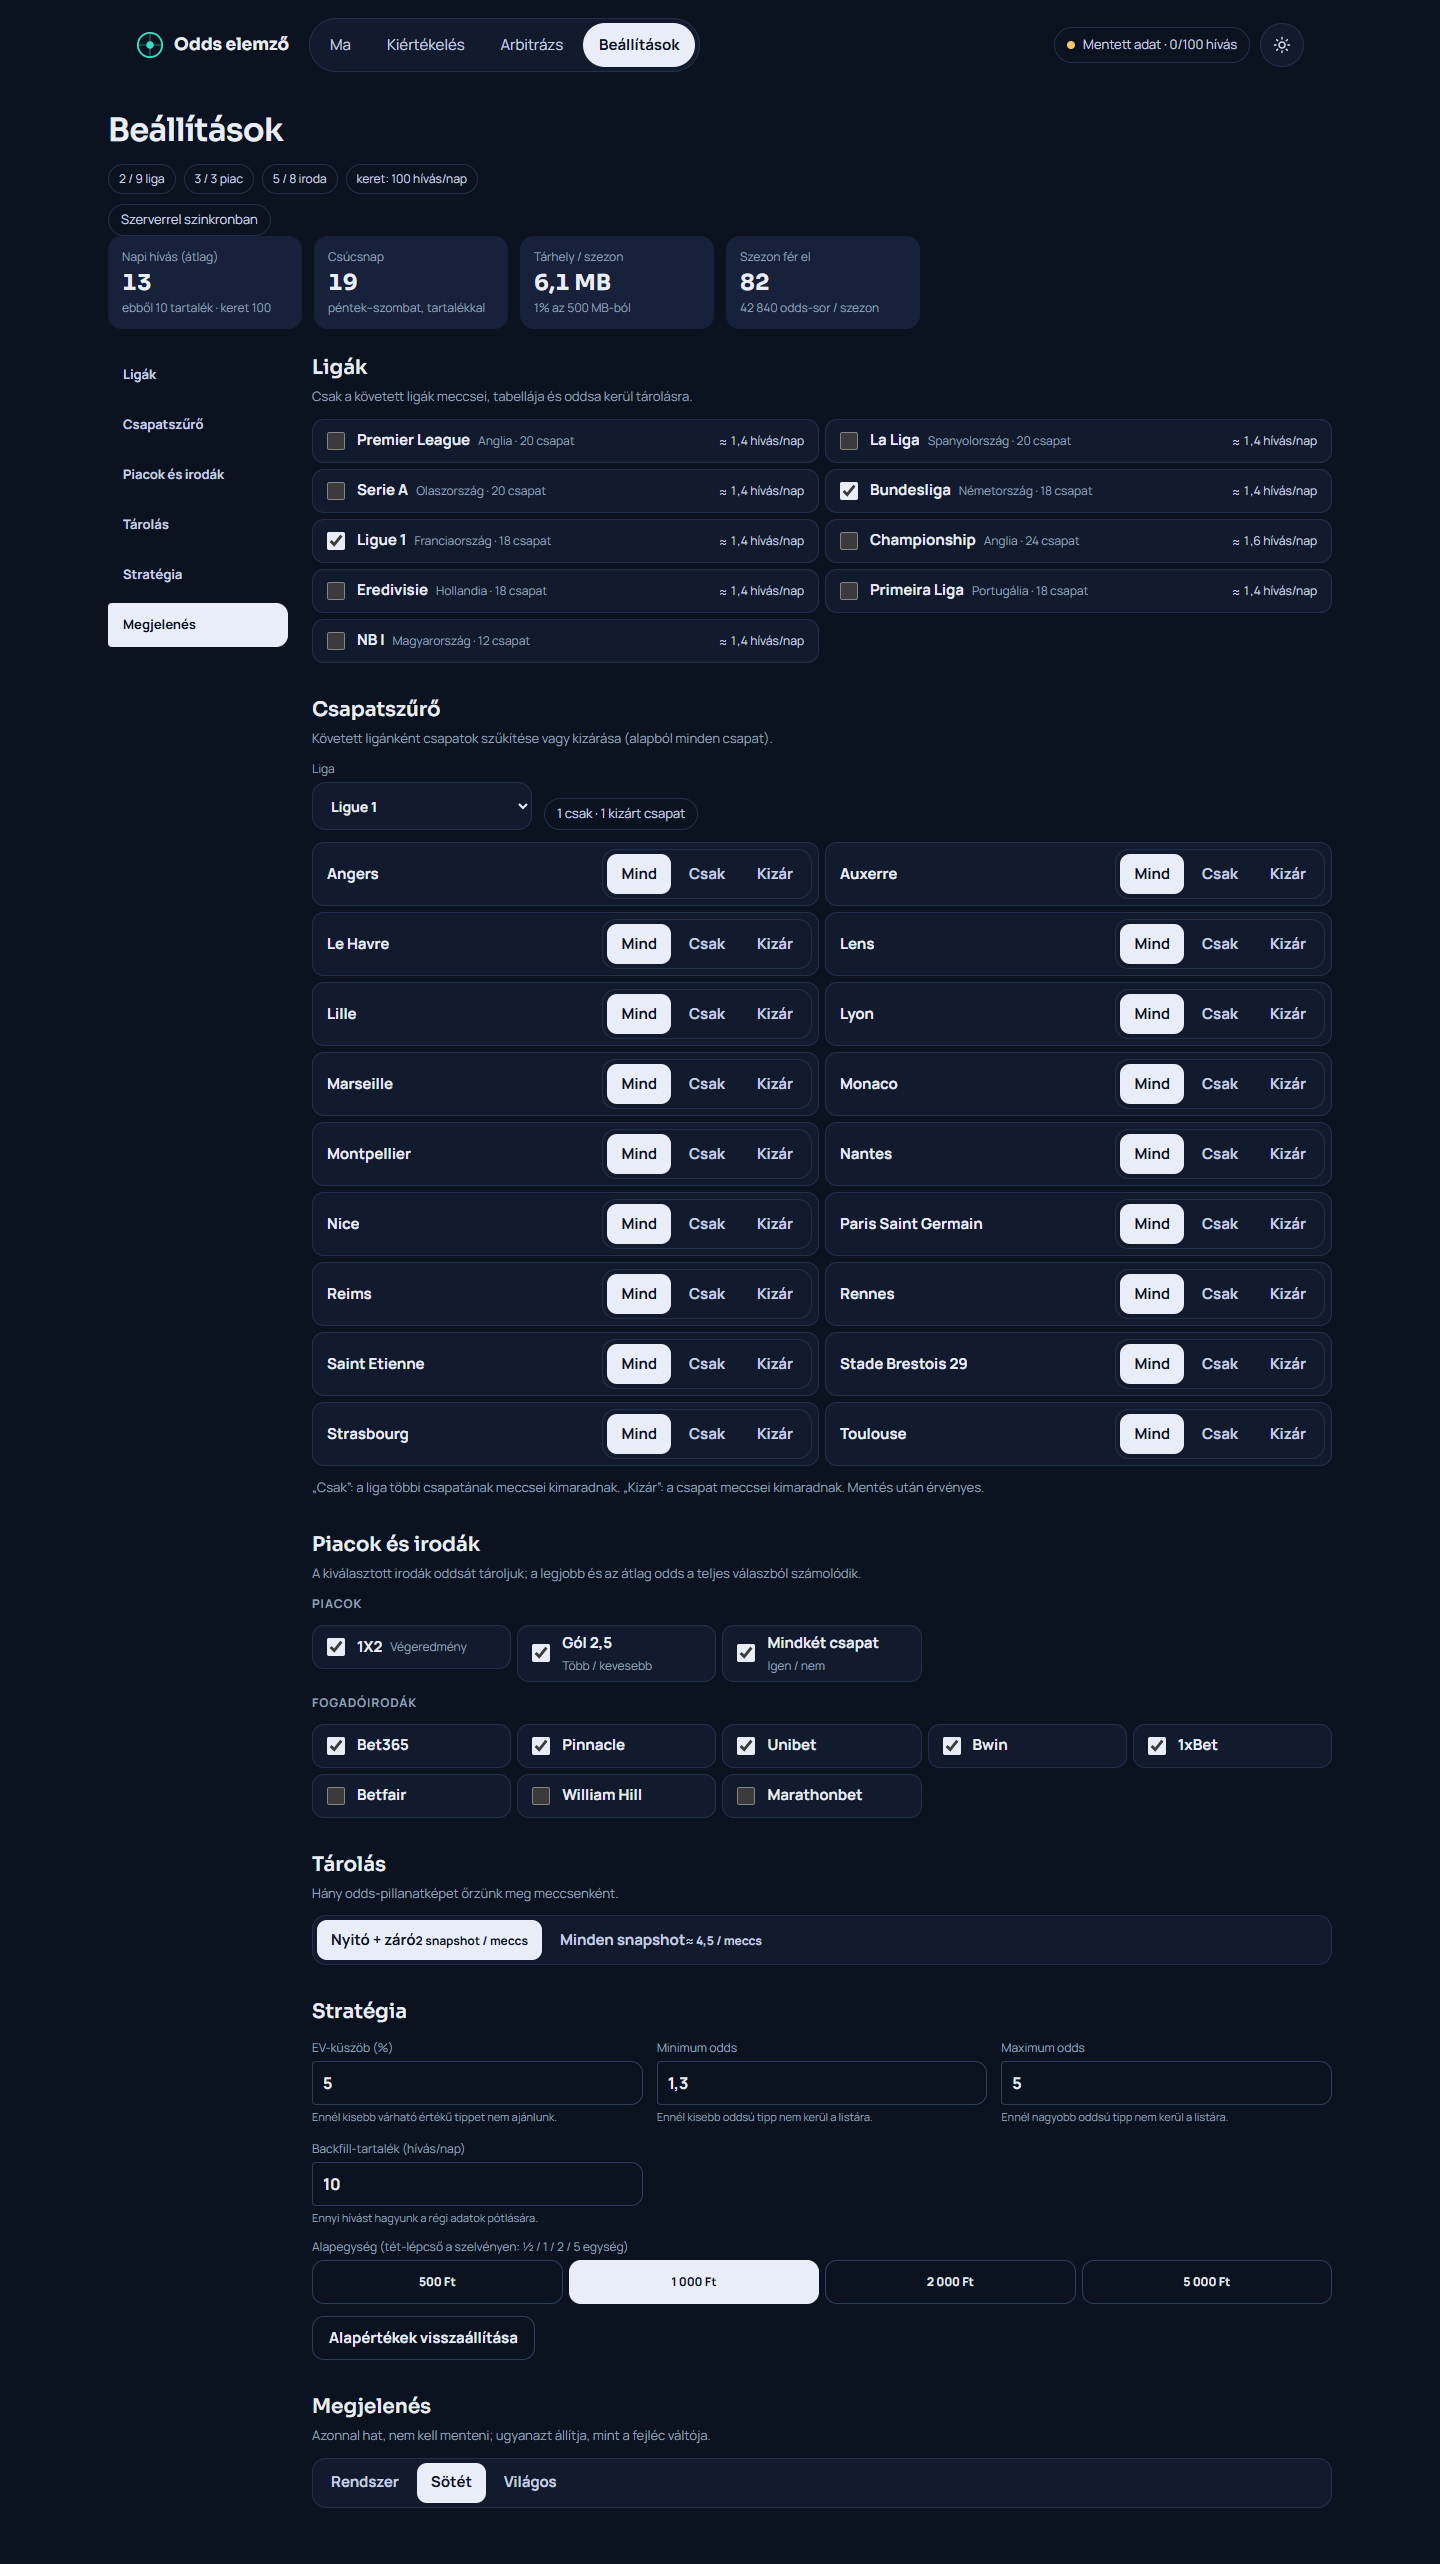 Odds elemző
Ma
Kiértékelés
Arbitrázs
Beállítások
Mentett adat · 0/100 hívás
Beállítások
2 / 9 liga
3 / 3 piac
5 / 8 iroda
keret: 100 hívás/nap
Szerverrel szinkronban
Napi hívás (átlag)
13
ebből 10 tartalék · keret 100
Csúcsnap
19
péntek–szombat, tartalékkal
Tárhely / szezon
6,1 MB
1% az 500 MB-ból
Szezon fér el
82
42 840 odds-sor / szezon
Ligák
Csapatszűrő
Piacok és irodák
Tárolás
Stratégia
Megjelenés
Ligák
Csak a követett ligák meccsei, tabellája és oddsa kerül tárolásra.
Premier League Anglia · 20 csapat ≈ 1,4 hívás/nap
La Liga Spanyolország · 20 csapat ≈ 1,4 hívás/nap
Serie A Olaszország · 20 csapat ≈ 1,4 hívás/nap
Bundesliga Németország · 18 csapat ≈ 1,4 hívás/nap
Ligue 1 Franciaország · 18 csapat ≈ 1,4 hívás/nap
Championship Anglia · 24 csapat ≈ 1,6 hívás/nap
Eredivisie Hollandia · 18 csapat ≈ 1,4 hívás/nap
Primeira Liga Portugália · 18 csapat ≈ 1,4 hívás/nap
NB I Magyarország · 12 csapat ≈ 1,4 hívás/nap
Csapatszűrő
Követett ligánként csapatok szűkítése vagy kizárása (alapból minden csapat).
Liga
Ligue 1
1 csak · 1 kizárt csapat
Angers Mind Csak Kizár
Auxerre Mind Csak Kizár
Le Havre Mind Csak Kizár
Lens Mind Csak Kizár
Lille Mind Csak Kizár
Lyon Mind Csak Kizár
Marseille Mind Csak Kizár
Monaco Mind Csak Kizár
Montpellier Mind Csak Kizár
Nantes Mind Csak Kizár
Nice Mind Csak Kizár
Paris Saint Germain Mind Csak Kizár
Reims Mind Csak Kizár
Rennes Mind Csak Kizár
Saint Etienne Mind Csak Kizár
Stade Brestois 29 Mind Csak Kizár
Strasbourg Mind Csak Kizár
Toulouse Mind Csak Kizár
„Csak”: a liga többi csapatának meccsei kimaradnak. „Kizár”: a csapat meccsei kimaradnak. Mentés után érvényes.
Piacok és irodák
A kiválasztott irodák oddsát tároljuk; a legjobb és az átlag odds a teljes válaszból számolódik.
PIACOK
1X2 Végeredmény
Gól 2,5
Több / kevesebb
Mindkét csapat
Igen / nem
FOGADÓIRODÁK
Bet365
Pinnacle
Unibet
Bwin
1xBet
Betfair
William Hill
Marathonbet
Tárolás
Hány odds-pillanatképet őrzünk meg meccsenként.
Nyitó + záró2 snapshot / meccs
Minden snapshot≈ 4,5 / meccs
Stratégia
EV-küszöb (%)
5
Ennél kisebb várható értékű tippet nem ajánlunk.
Minimum odds
1,3
Ennél kisebb oddsú tipp nem kerül a listára.
Maximum odds
5
Ennél nagyobb oddsú tipp nem kerül a listára.
Backfill-tartalék (hívás/nap)
10
Ennyi hívást hagyunk a régi adatok pótlására.
Alapegység (tét-lépcső a szelvényen: ½ / 1 / 2 / 5 egység)
500 Ft
1 000 Ft
2 000 Ft
5 000 Ft
Alapértékek visszaállítása
Megjelenés
Azonnal hat, nem kell menteni; ugyanazt állítja, mint a fejléc váltója.
Rendszer
Sötét
Világos